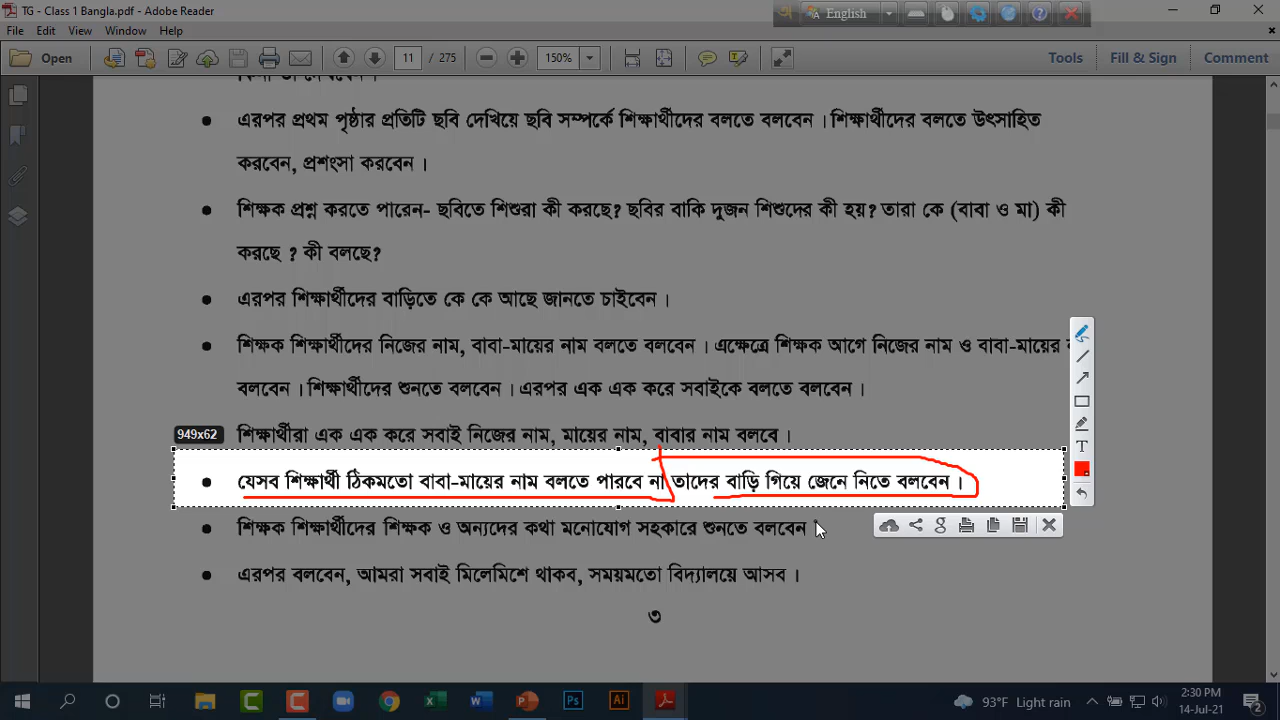 TG - Class 1 Bangla.pdf - Adobe Reader
English
File Edit View Window Help
Open 11 / 275 150% Tools Fill & Sign Comment
এরপর প্রথম পৃষ্ঠার প্রতিটি ছবি দেখিয়ে ছবি সম্পর্কে শিক্ষার্থীদের বলতে বলবেন । শিক্ষার্থীদের বলতে উৎসাহিত
করবেন, প্রশংসা করবেন ।
শিক্ষক প্রশ্ন করতে পারেন- ছবিতে শিশুরা কী করছে? ছবির বাকি দুজন শিশুদের কী হয়? তারা কে (বাবা ও মা) কী
করছে ? কী বলছে?
এরপর শিক্ষার্থীদের বাড়িতে কে কে আছে জানতে চাইবেন ।
শিক্ষক শিক্ষার্থীদের নিজের নাম, বাবা-মায়ের নাম বলতে বলবেন । এক্ষেত্রে শিক্ষক আগে নিজের নাম ও বাবা-মায়ের
বলবেন । শিক্ষার্থীদের শুনতে বলবেন । এরপর এক এক করে সবাইকে বলতে বলবেন ।
949x62
শিক্ষার্থীরা এক এক করে সবাই নিজের নাম, মায়ের নাম, বাবার নাম বলবে ।
যেসব শিক্ষার্থী ঠিকমতো বাবা-মায়ের নাম বলতে পারবে না তাদের বাড়ি গিয়ে জেনে নিতে বলবেন ।
শিক্ষক শিক্ষার্থীদের শিক্ষক ও অন্যদের কথা মনোযোগ সহকারে শুনতে বলবেন ।
এরপর বলবেন, আমরা সবাই মিলেমিশে থাকব, সময়মতো বিদ্যালয়ে আসব ।
৩
93°F Light rain
2:30 PM
14-Jul-21
2